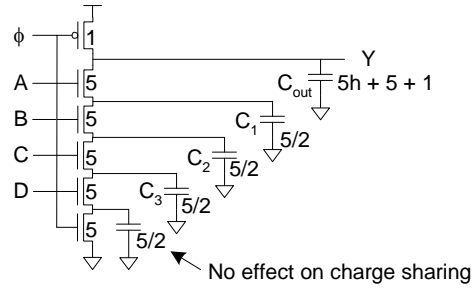 ϕ
1
Y
A
5
C_out 5h + 5 + 1
B
5
C_1
5/2
C
5
C_2
5/2
D
5
C_3
5/2
5
5/2
No effect on charge sharing